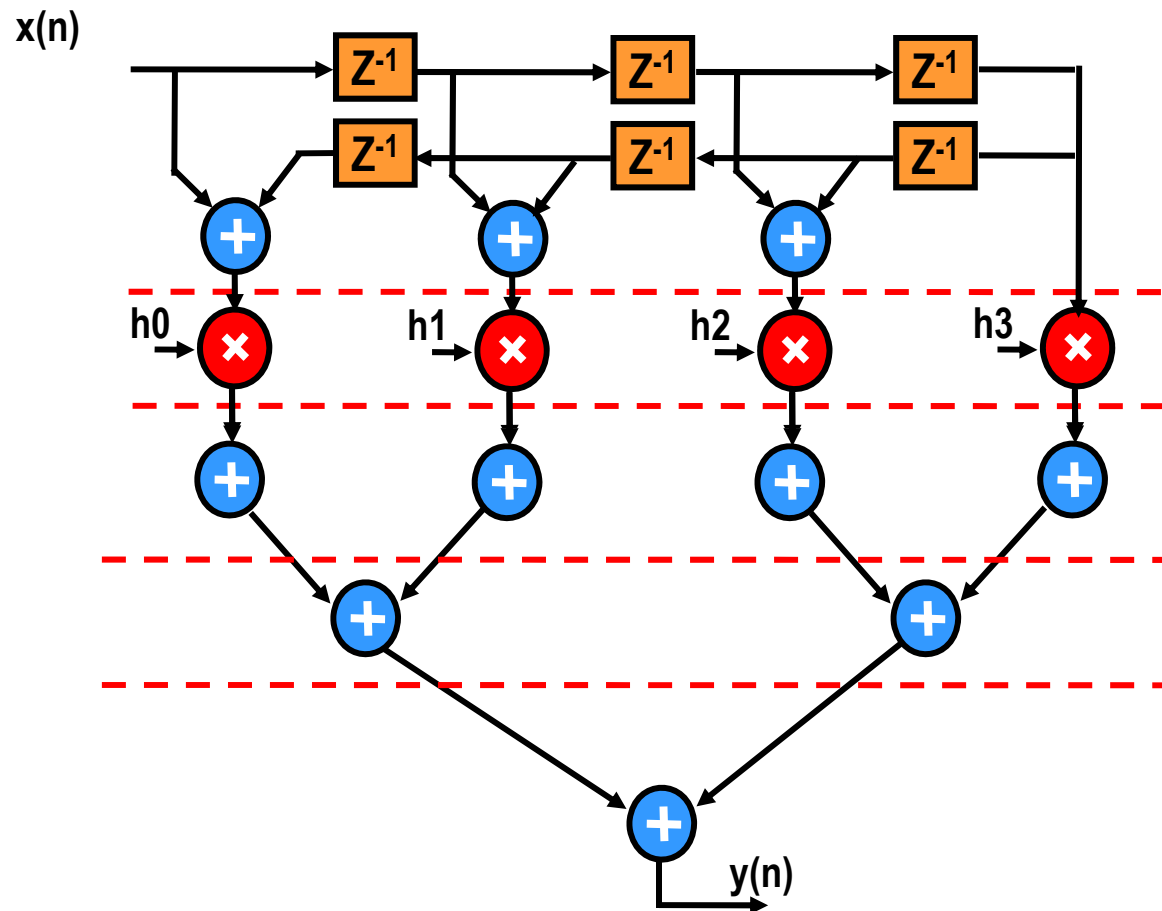 x(n)
Z-1 Z-1 Z-1
Z-1 Z-1 Z-1
+ + +
h0 × h1 × h2 × h3 ×
+ + + +
+ +
+
y(n)